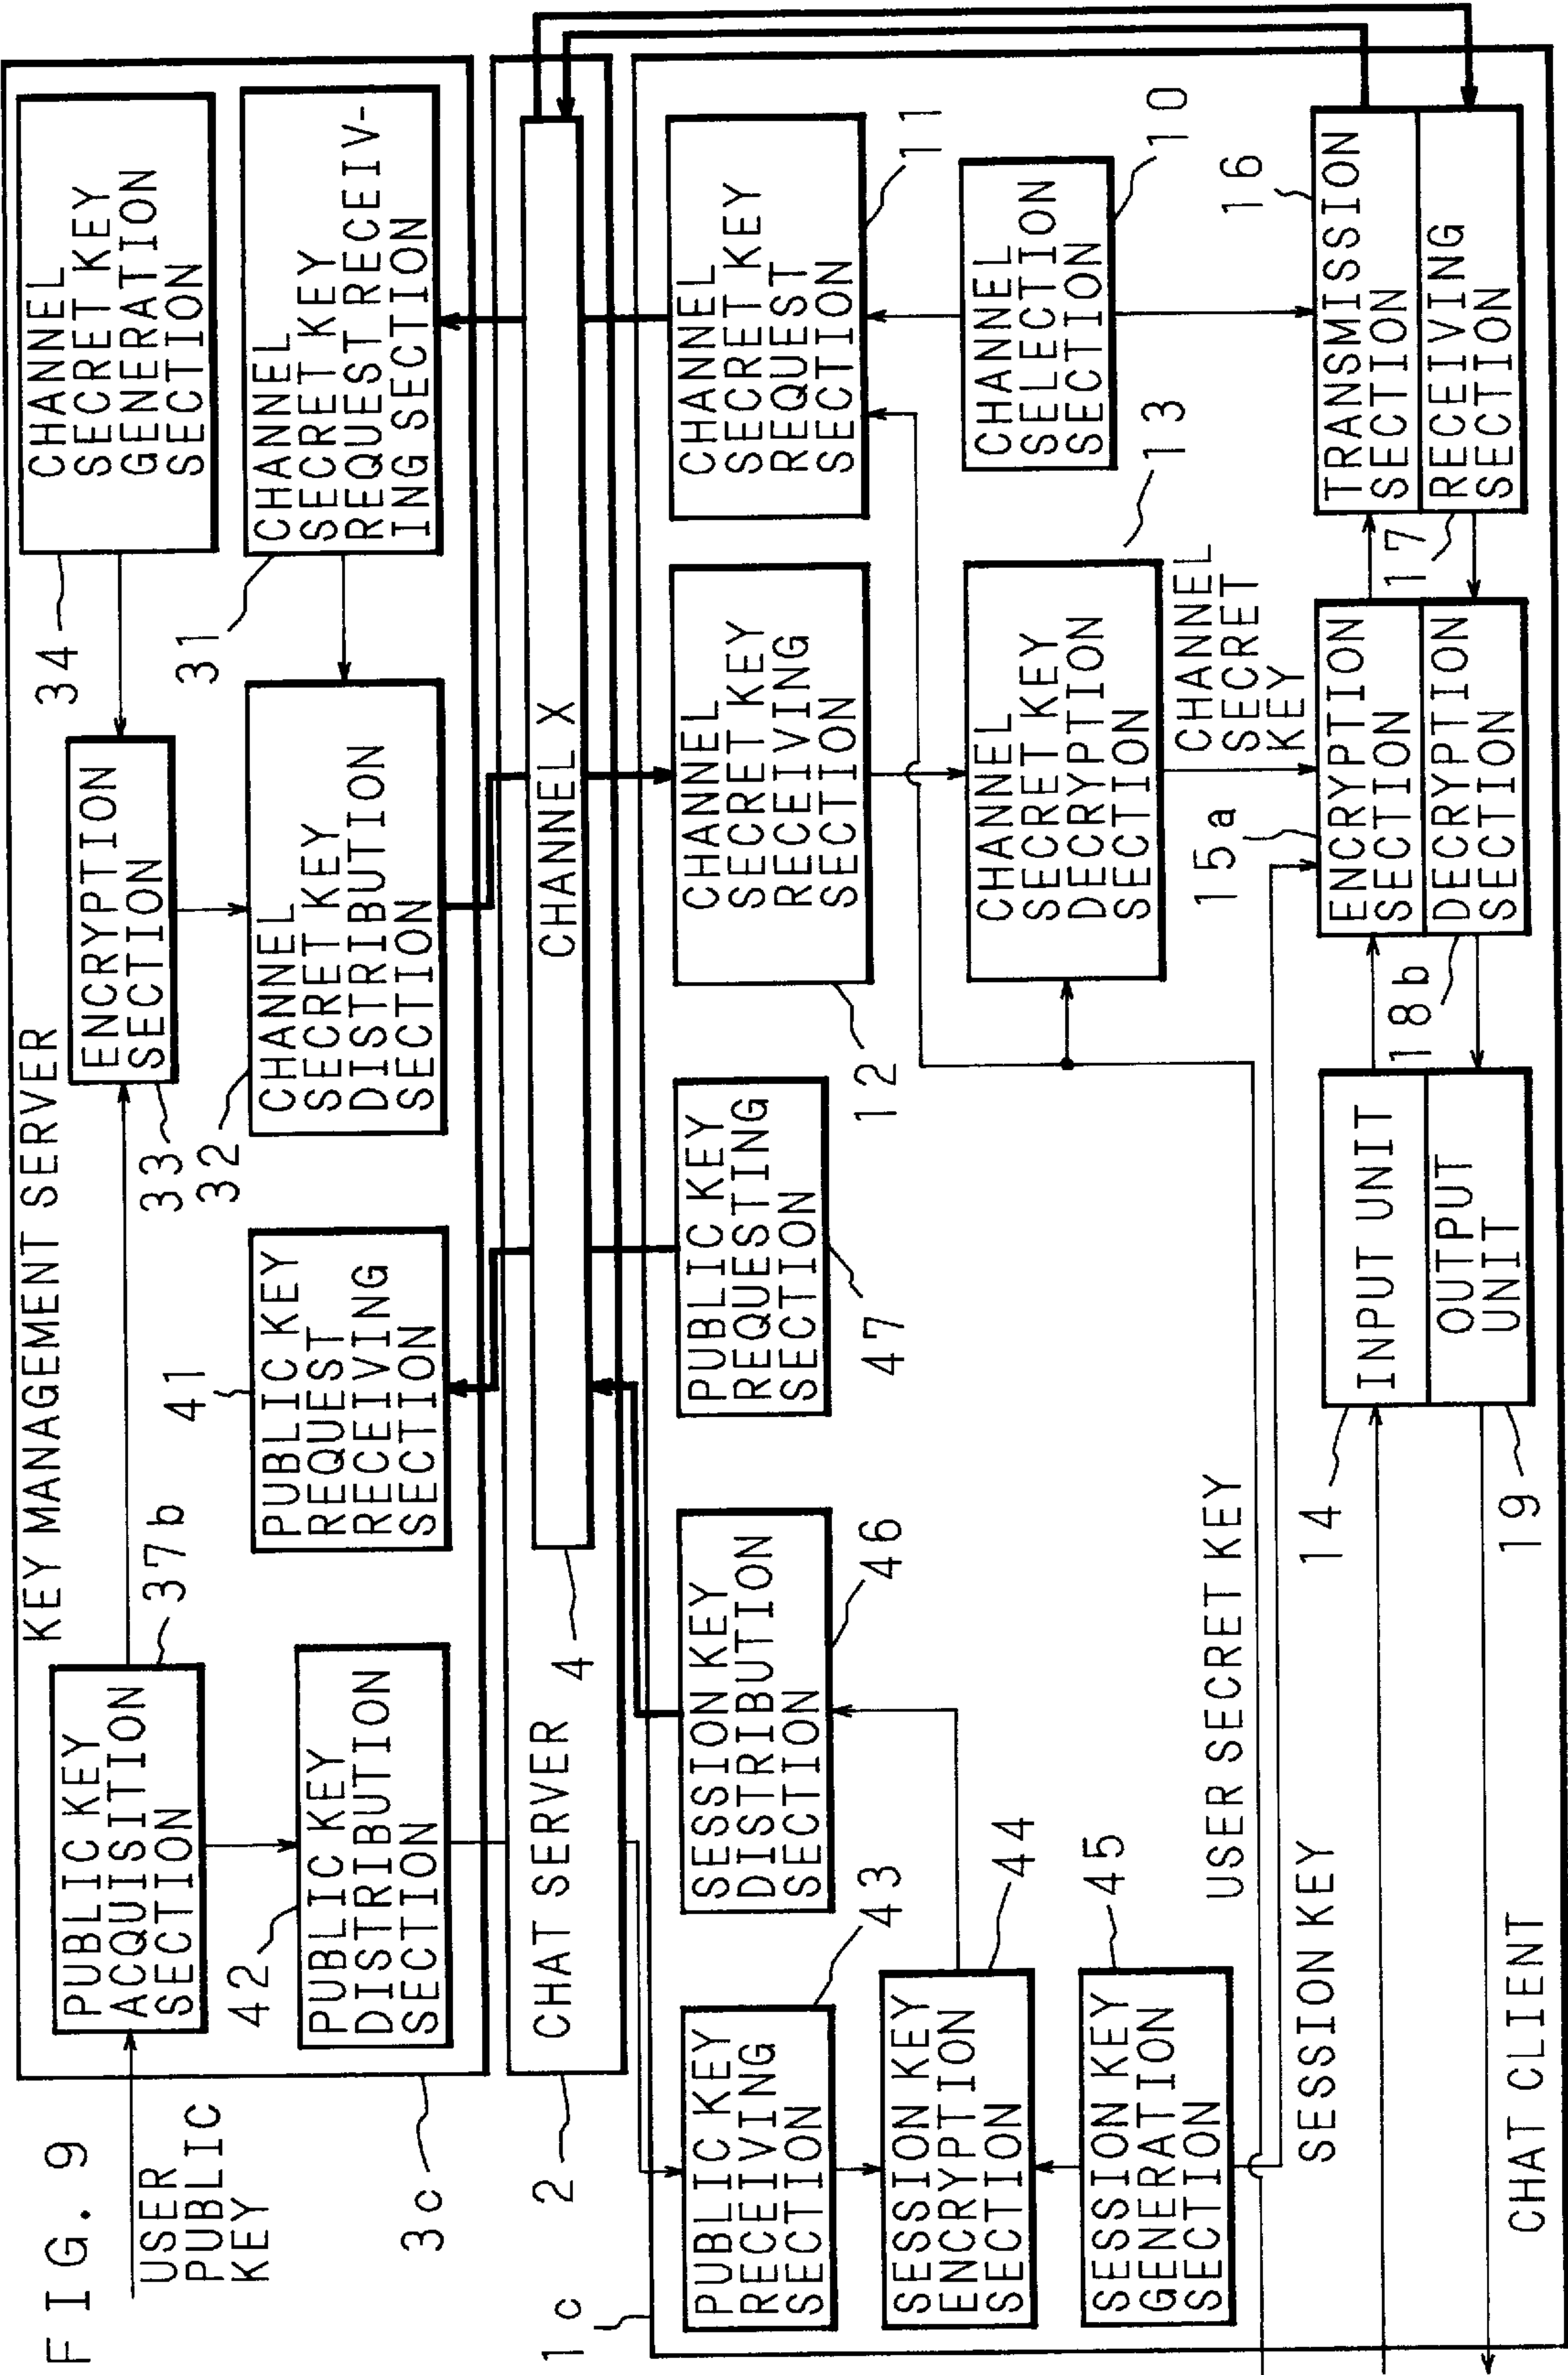 FIG. 9
USER
PUBLIC
KEY
KEY MANAGEMENT SERVER
PUBLIC KEY
ACQUISITION
SECTION
37b
ENCRYPTION
SECTION
33
CHANNEL
SECRET KEY
GENERATION
SECTION
34
PUBLIC KEY
DISTRIBUTION
SECTION
42
PUBLIC KEY
REQUEST
RECEIVING
SECTION
41
CHANNEL
SECRET KEY
DISTRIBUTION
SECTION
32
CHANNEL
SECRET KEY
REQUEST RECEIV-
ING SECTION
31
3c
CHAT SERVER
2
4
CHANNEL X
1c
PUBLIC KEY
RECEIVING
SECTION
43
SESSION KEY
DISTRIBUTION
SECTION
46
PUBLIC KEY
REQUESTING
SECTION
47
CHANNEL
SECRET KEY
RECEIVING
SECTION
12
CHANNEL
SECRET KEY
REQUEST
SECTION
11
SESSION KEY
ENCRYPTION
SECTION
44
CHANNEL
SECRET KEY
DECRYPTION
SECTION
13
CHANNEL
SELECTION
SECTION
10
SESSION KEY
GENERATION
SECTION
45
USER SECRET KEY
SESSION KEY
CHANNEL
SECRET
KEY
INPUT UNIT
14
OUTPUT
UNIT
19
ENCRYPTION
SECTION
15a
DECRYPTION
SECTION
18b
TRANSMISSION
SECTION
16
RECEIVING
SECTION
17
CHAT CLIENT